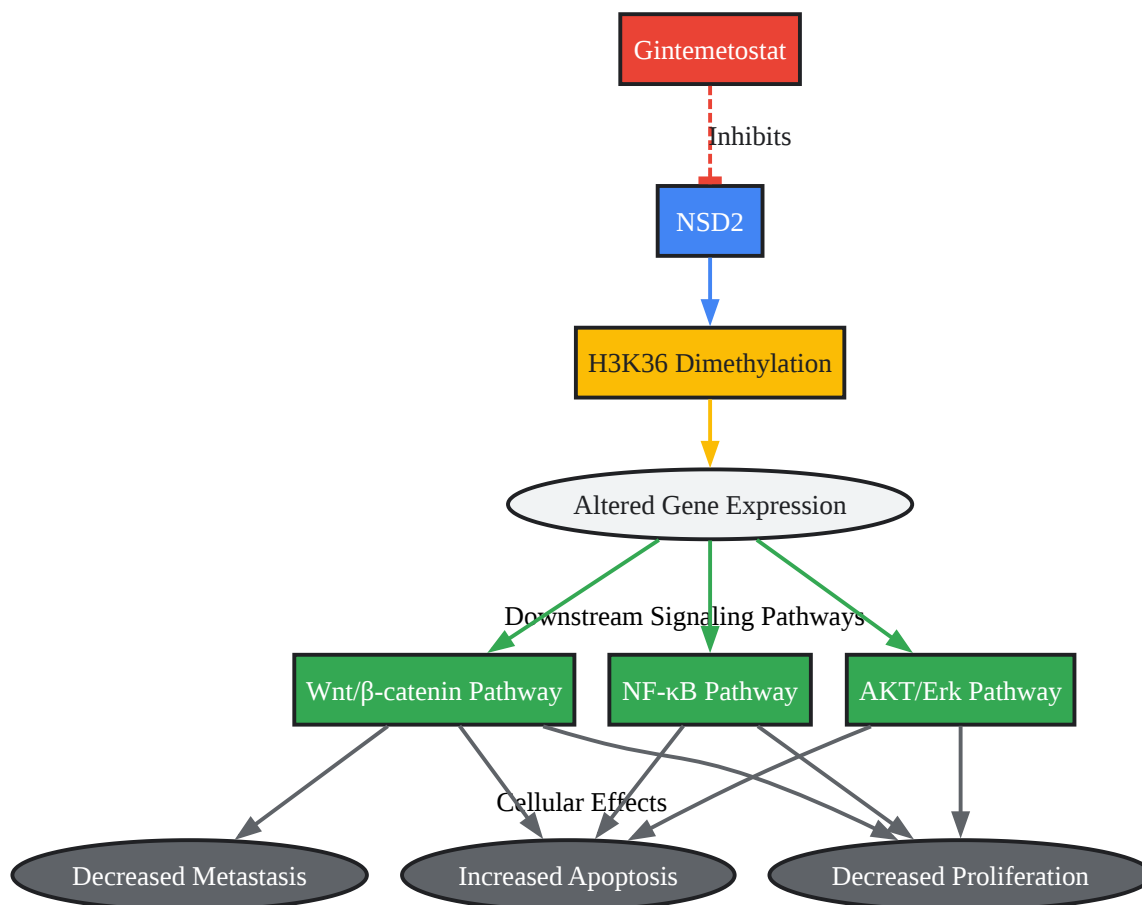 Gintemetostat
Inhibits
NSD2
H3K36 Dimethylation
Altered Gene Expression
Downstream Signaling Pathways
Wnt/β-catenin Pathway
NF-κB Pathway
AKT/Erk Pathway
Cellular Effects
Decreased Metastasis
Increased Apoptosis
Decreased Proliferation